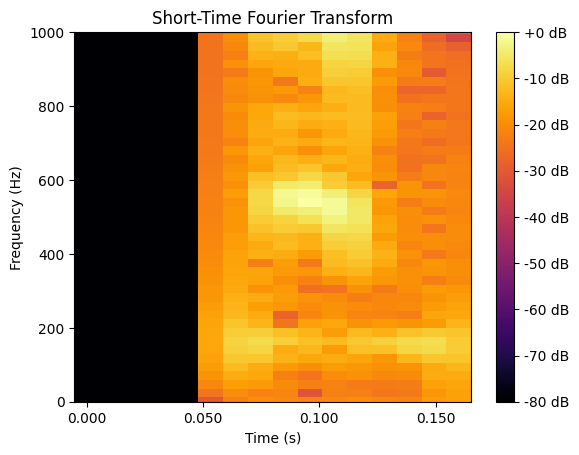 Short-Time Fourier Transform
1000
800
600
400
200
0
Frequency (Hz)
0.000
0.050
0.100
0.150
Time (s)
+0 dB
-10 dB
-20 dB
-30 dB
-40 dB
-50 dB
-60 dB
-70 dB
-80 dB